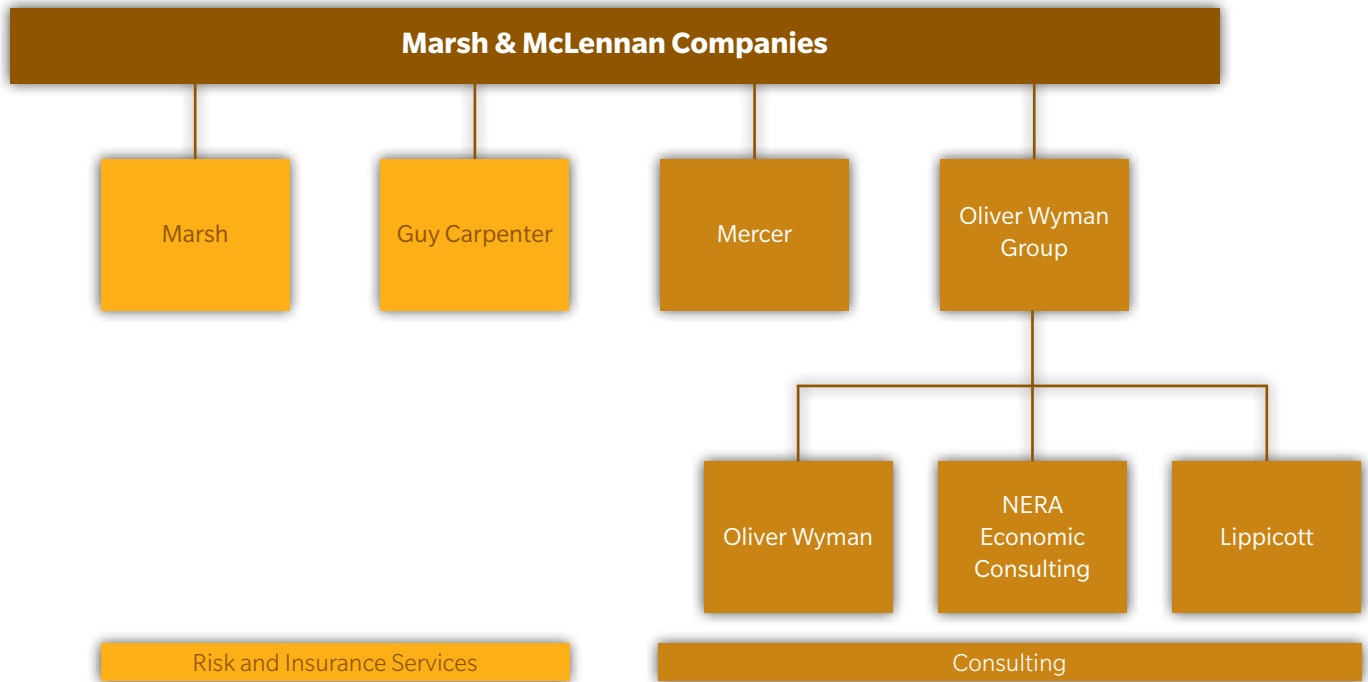 Marsh & McLennan Companies
Marsh
Guy Carpenter
Mercer
Oliver Wyman
Group
Oliver Wyman
NERA
Economic
Consulting
Lippicott
Risk and Insurance Services
Consulting